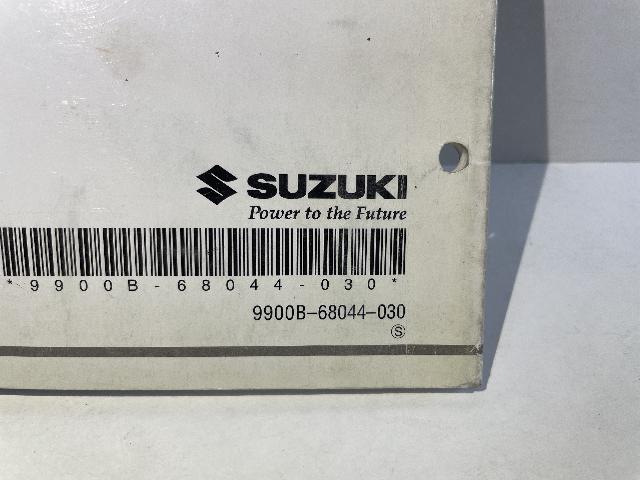 SUZUKI
Power to the Future
*9900B-68044-030*
9900B-68044-030
Ⓢ